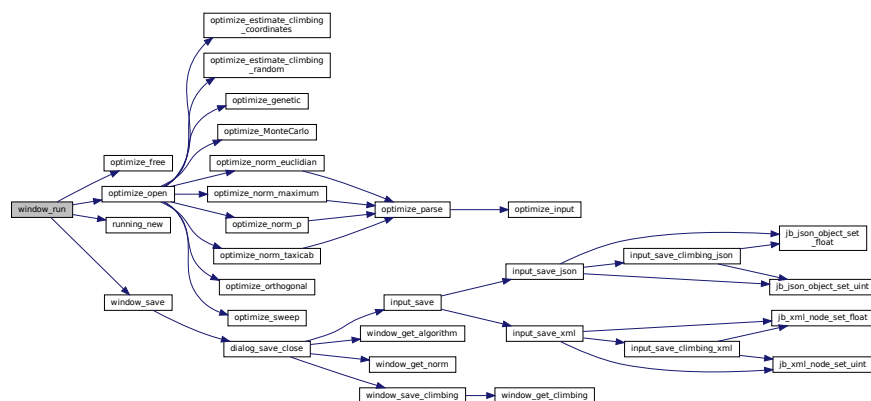 optimize_estimate_climbing
_coordinates
optimize_estimate_climbing
_random
optimize_genetic
optimize_MonteCarlo
optimize_free
optimize_norm_euclidian
optimize_open
optimize_norm_maximum
window_run
optimize_parse
optimize_input
running_new
optimize_norm_p
jb_json_object_set
_float
optimize_norm_taxicab
input_save_climbing_json
input_save_json
optimize_orthogonal
jb_json_object_set_uint
window_save
input_save
optimize_sweep
jb_xml_node_set_float
window_get_algorithm
input_save_xml
dialog_save_close
input_save_climbing_xml
window_get_norm
jb_xml_node_set_uint
window_save_climbing
window_get_climbing